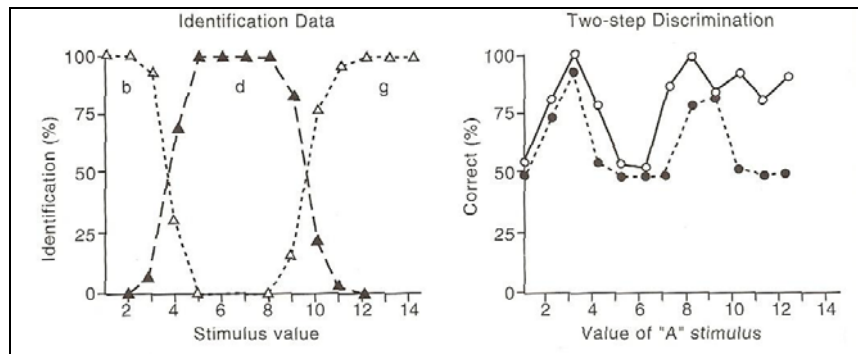 Identification Data
100
75
50
25
0
b
d
g
2 4 6 8 10 12 14
Identification (%)
Stimulus value
Two-step Discrimination
100
75
50
25
0
2 4 6 8 10 12 14
Correct (%)
Value of "A" stimulus